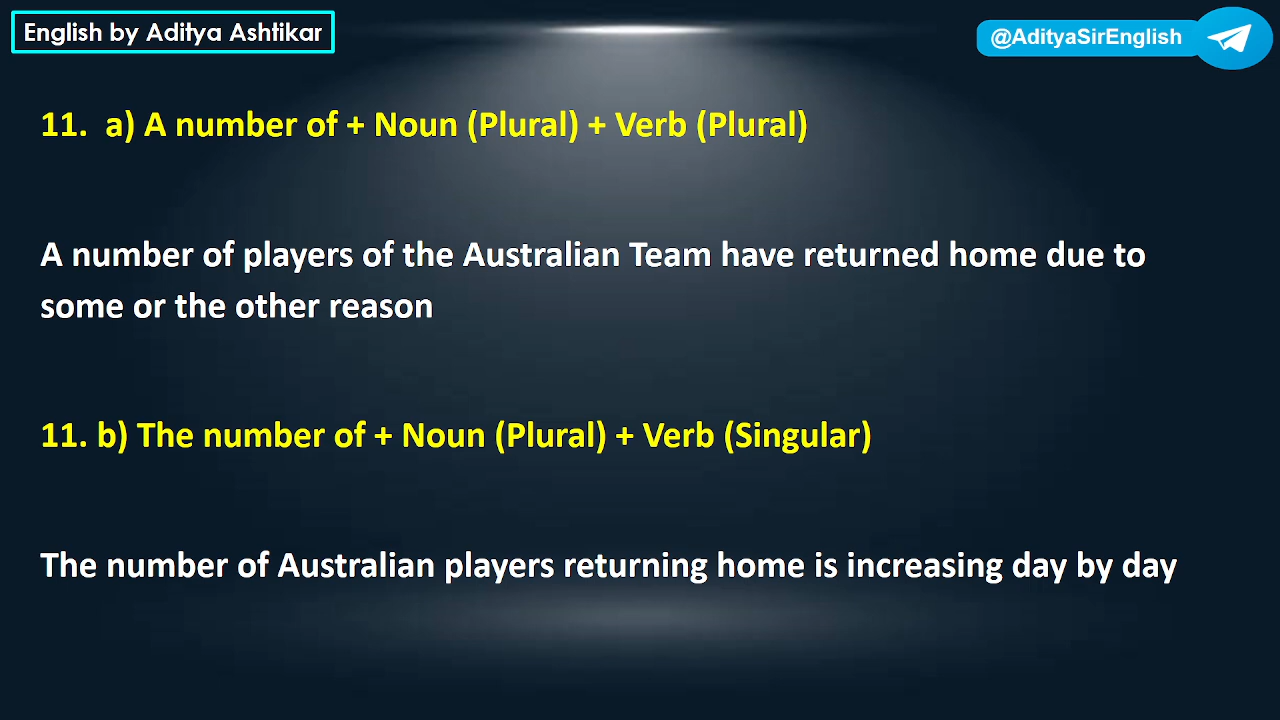 English by Aditya Ashtikar
@AdityaSirEnglish
11. a) A number of + Noun (Plural) + Verb (Plural)
A number of players of the Australian Team have returned home due to
some or the other reason
11. b) The number of + Noun (Plural) + Verb (Singular)
The number of Australian players returning home is increasing day by day